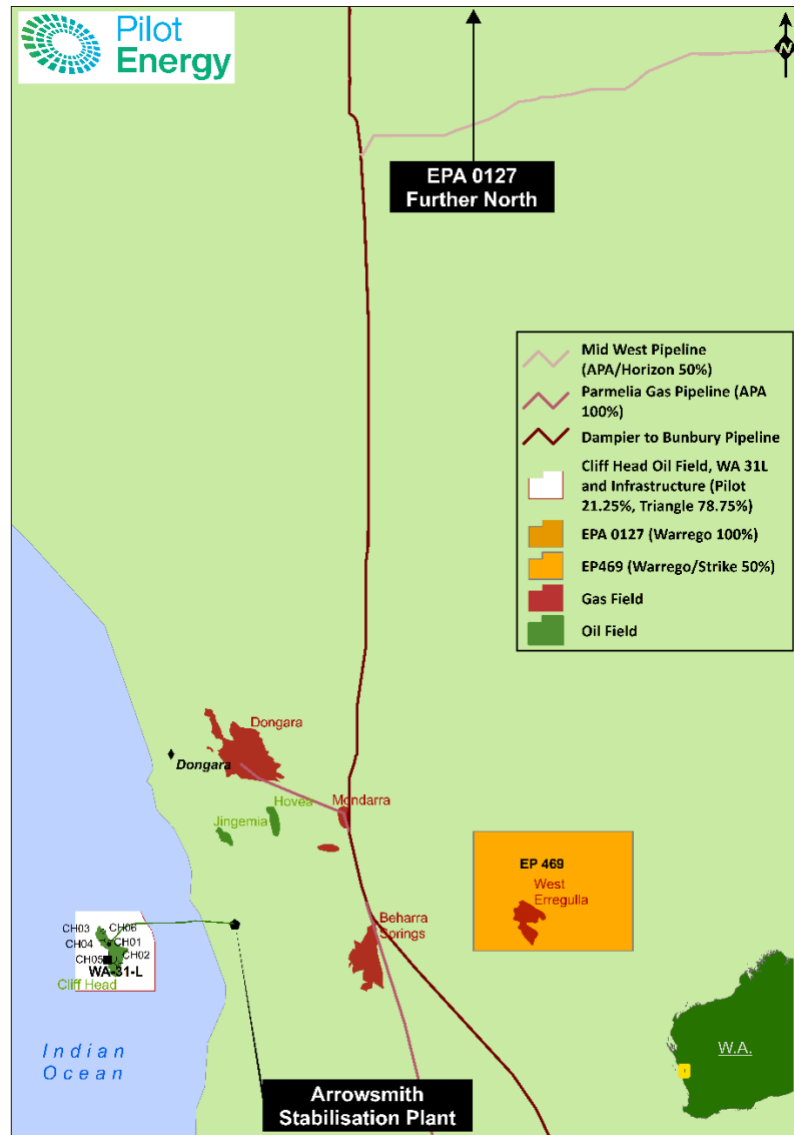 Pilot
Energy
N
EPA 0127
Further North
Mid West Pipeline
(APA/Horizon 50%)
Parmelia Gas Pipeline (APA
100%)
Dampier to Bunbury Pipeline
Cliff Head Oil Field, WA 31L
and Infrastructure (Pilot
21.25%, Triangle 78.75%)
EPA 0127 (Warrego 100%)
EP469 (Warrego/Strike 50%)
Gas Field
Oil Field
Dongara
Dongara
Hovea
Mondarra
Jingemia
EP 469
West
Erregulla
Beharra
Springs
CH03
CH06
CH04
CH01
CH05
CH02
WA-31-L
Cliff Head
Indian
Ocean
W.A.
Arrowsmith
Stabilisation Plant